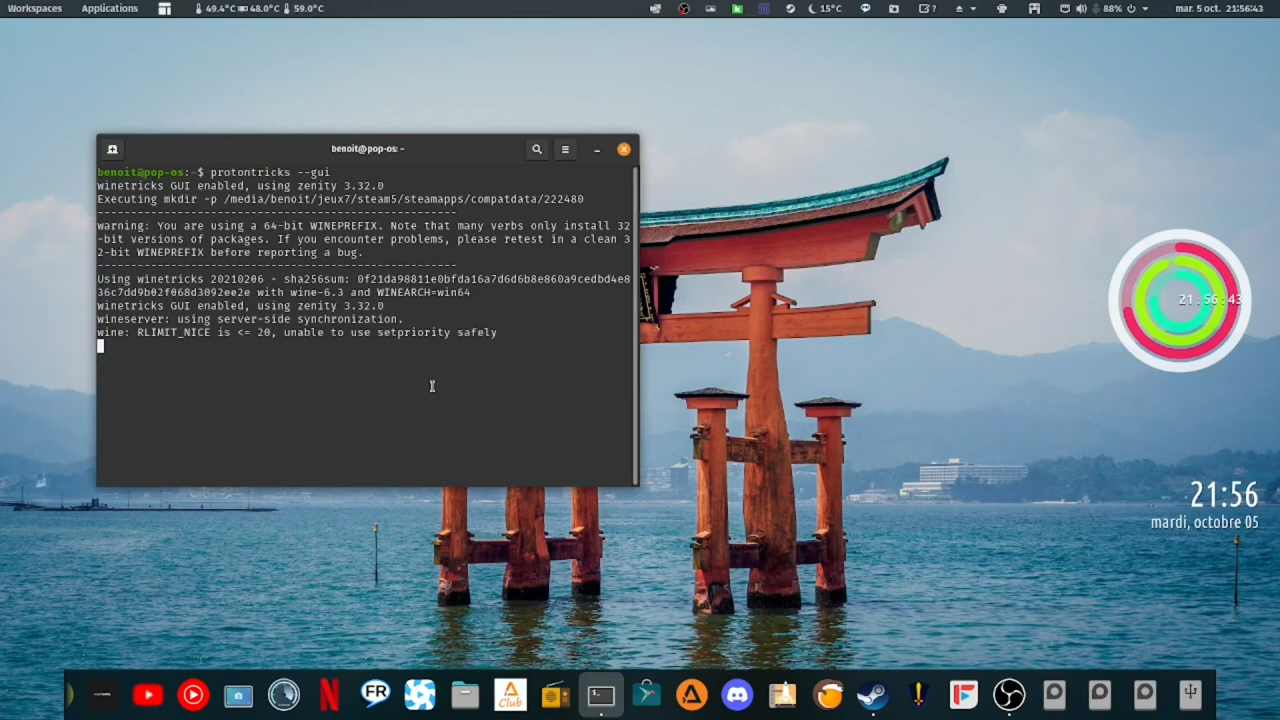 Workspaces Applications 49.4°C 48.0°C 59.0°C 15°C ? 88% mar. 5 oct. 21:56:43
benoit@pop-os: ~
benoit@pop-os:~$ protontricks --gui
winetricks GUI enabled, using zenity 3.32.0
Executing mkdir -p /media/benoit/jeux7/steam5/steamapps/compatdata/222480
------------------------------------------------------
warning: You are using a 64-bit WINEPREFIX. Note that many verbs only install 32
-bit versions of packages. If you encounter problems, please retest in a clean 3
2-bit WINEPREFIX before reporting a bug.
------------------------------------------------------
Using winetricks 20210206 - sha256sum: 0f21da98811e0bfda16a7d6d6b8e860a9cedbd4e8
36c7dd9b02f068d3092ee2e with wine-6.3 and WINEARCH=win64
winetricks GUI enabled, using zenity 3.32.0
wineserver: using server-side synchronization.
wine: RLIMIT_NICE is <= 20, unable to use setpriority safely
21:56:43
21:56
mardi, octobre 05
N FR Club $_